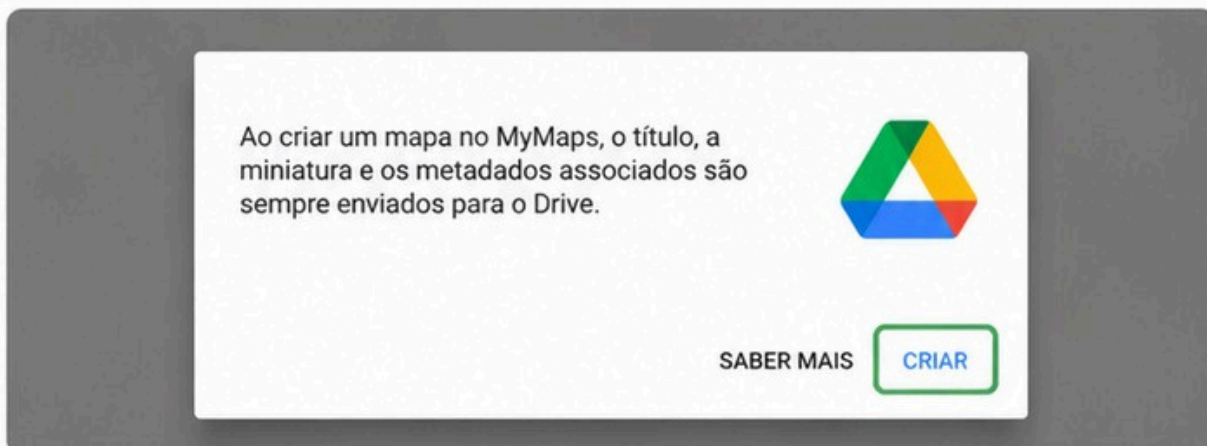 Ao criar um mapa no MyMaps, o título, a
miniatura e os metadados associados são
sempre enviados para o Drive.
SABER MAIS CRIAR